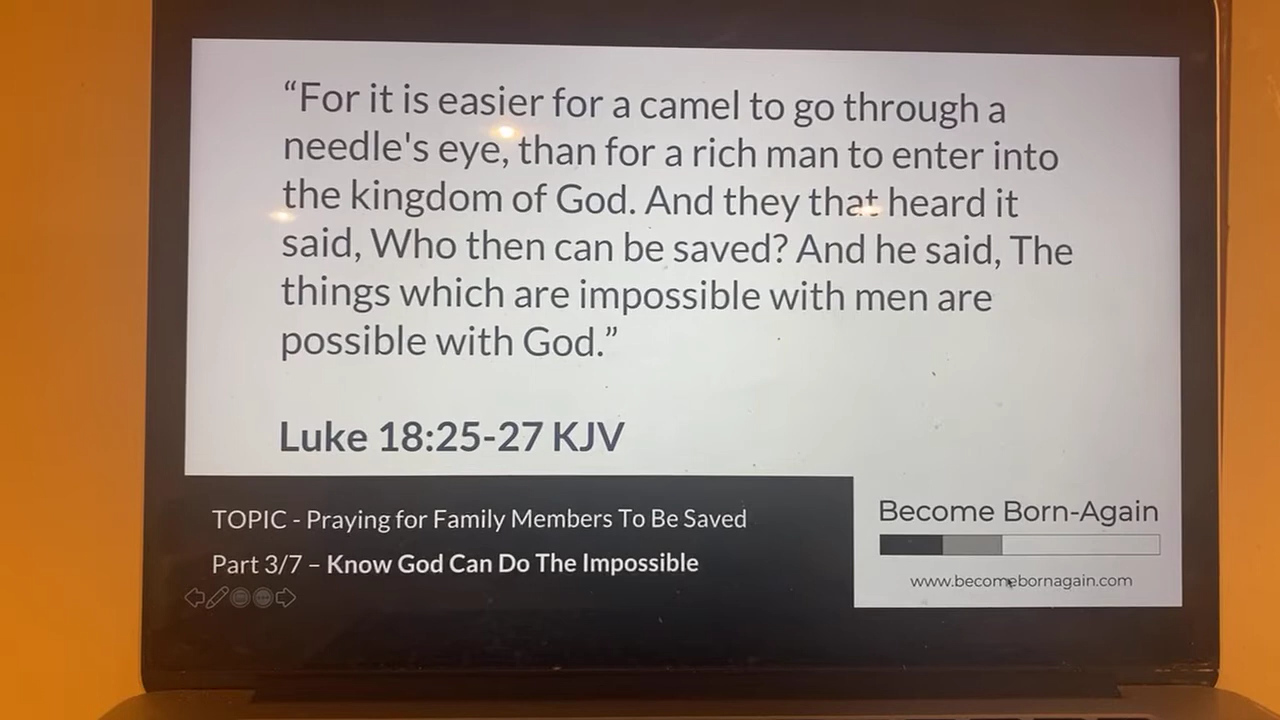 “For it is easier for a camel to go through a
needle's eye, than for a rich man to enter into
the kingdom of God. And they that heard it
said, Who then can be saved? And he said, The
things which are impossible with men are
possible with God.”
Luke 18:25-27 KJV
TOPIC - Praying for Family Members To Be Saved
Part 3/7 – Know God Can Do The Impossible
Become Born-Again
www.becomebornagain.com